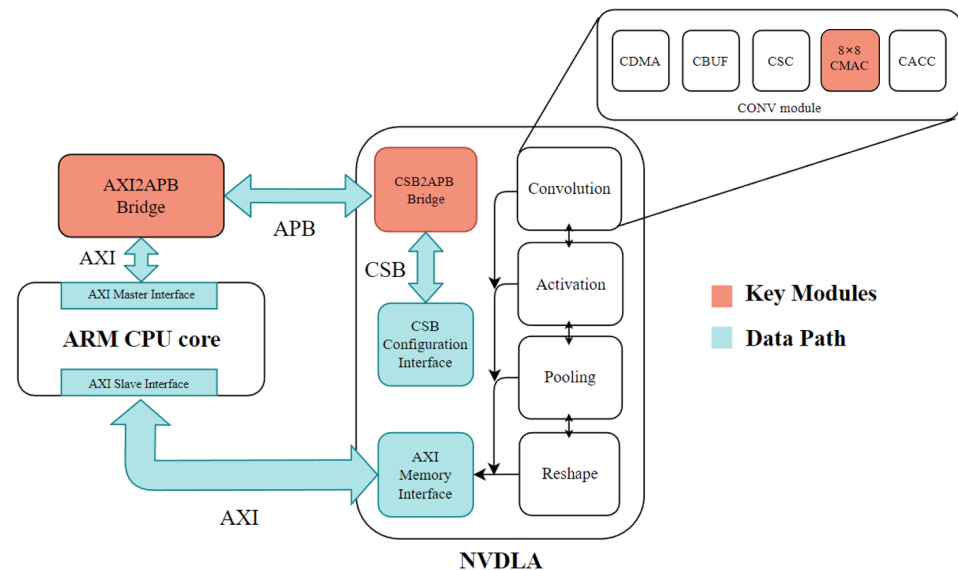 CDMA
CBUF
CSC
8×8
CMAC
CACC
CONV module
AXI2APB
Bridge
APB
CSB2APB
Bridge
Convolution
AXI
CSB
AXI Master Interface
ARM CPU core
AXI Slave Interface
CSB
Configuration
Interface
Activation
Key Modules
Data Path
Pooling
AXI
Memory
Interface
Reshape
AXI
NVDLA